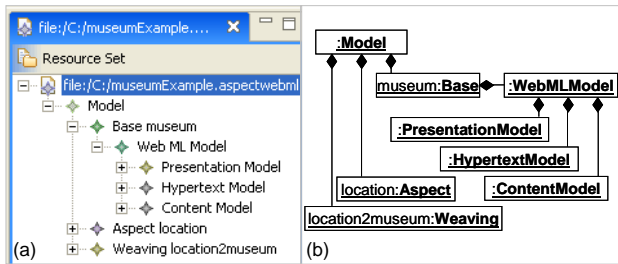 file:/C:/museumExample....
Resource Set
file:/C:/museumExample.aspectwebml
Model
Base museum
Web ML Model
Presentation Model
Hypertext Model
Content Model
Aspect location
Weaving location2museum
(a)
:Model
museum:Base
:WebMLModel
:PresentationModel
:HypertextModel
:ContentModel
location:Aspect
location2museum:Weaving
(b)